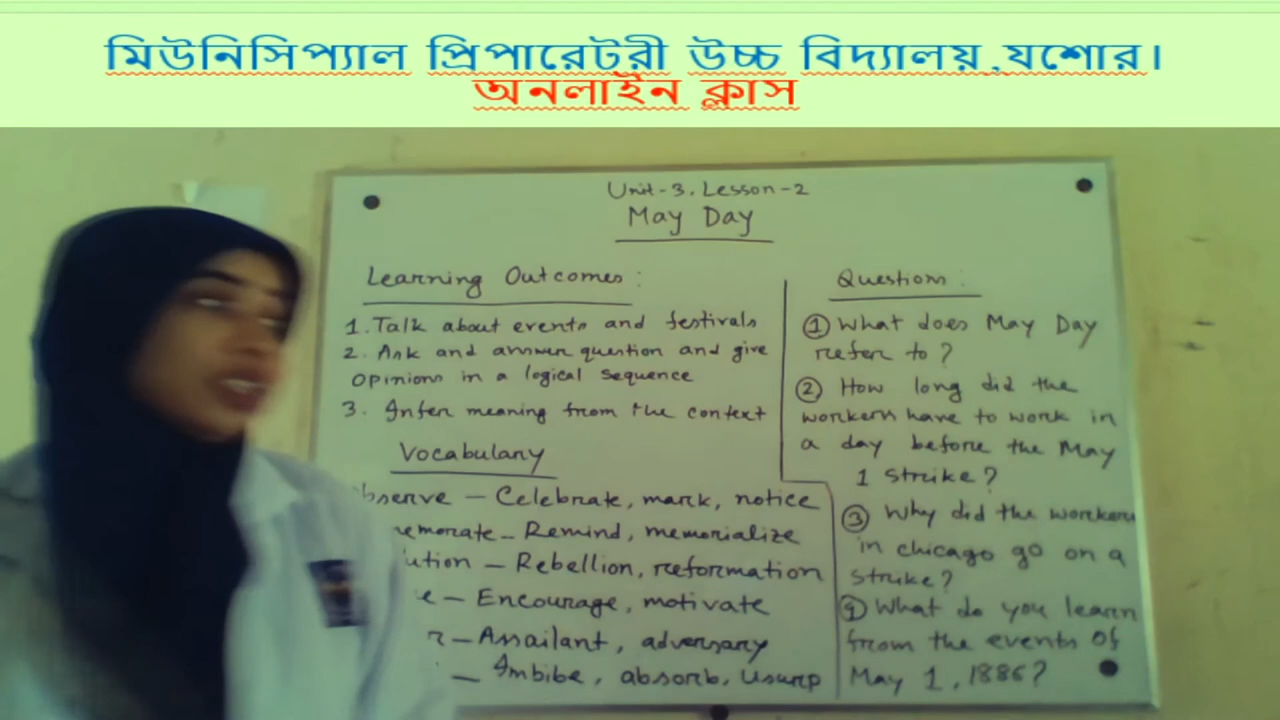 মিউনিসিপ্যাল প্রিপারেটরী উচ্চ বিদ্যালয়,যশোর।
অনলাইন ক্লাস
Unit-3. Lesson-2
May Day
Learning Outcomes:
1. Talk about events and festivals
2. Ask and answer question and give
opinions in a logical sequence
3. Infer meaning from the context
Vocabulary
bserve — Celebrate, mark, notice
memorate — Remind, memorialize
ution — Rebellion, reformation
e — Encourage, motivate
r — Assailant, adversary
— Imbibe, absorb, Usurp
Questions:
① What does May Day
refer to?
② How long did the
workers have to work in
a day before the May
1 strike?
③ Why did the workers
in chicago go on a
strike?
④ What do you learn
from the events of
May 1, 1886?